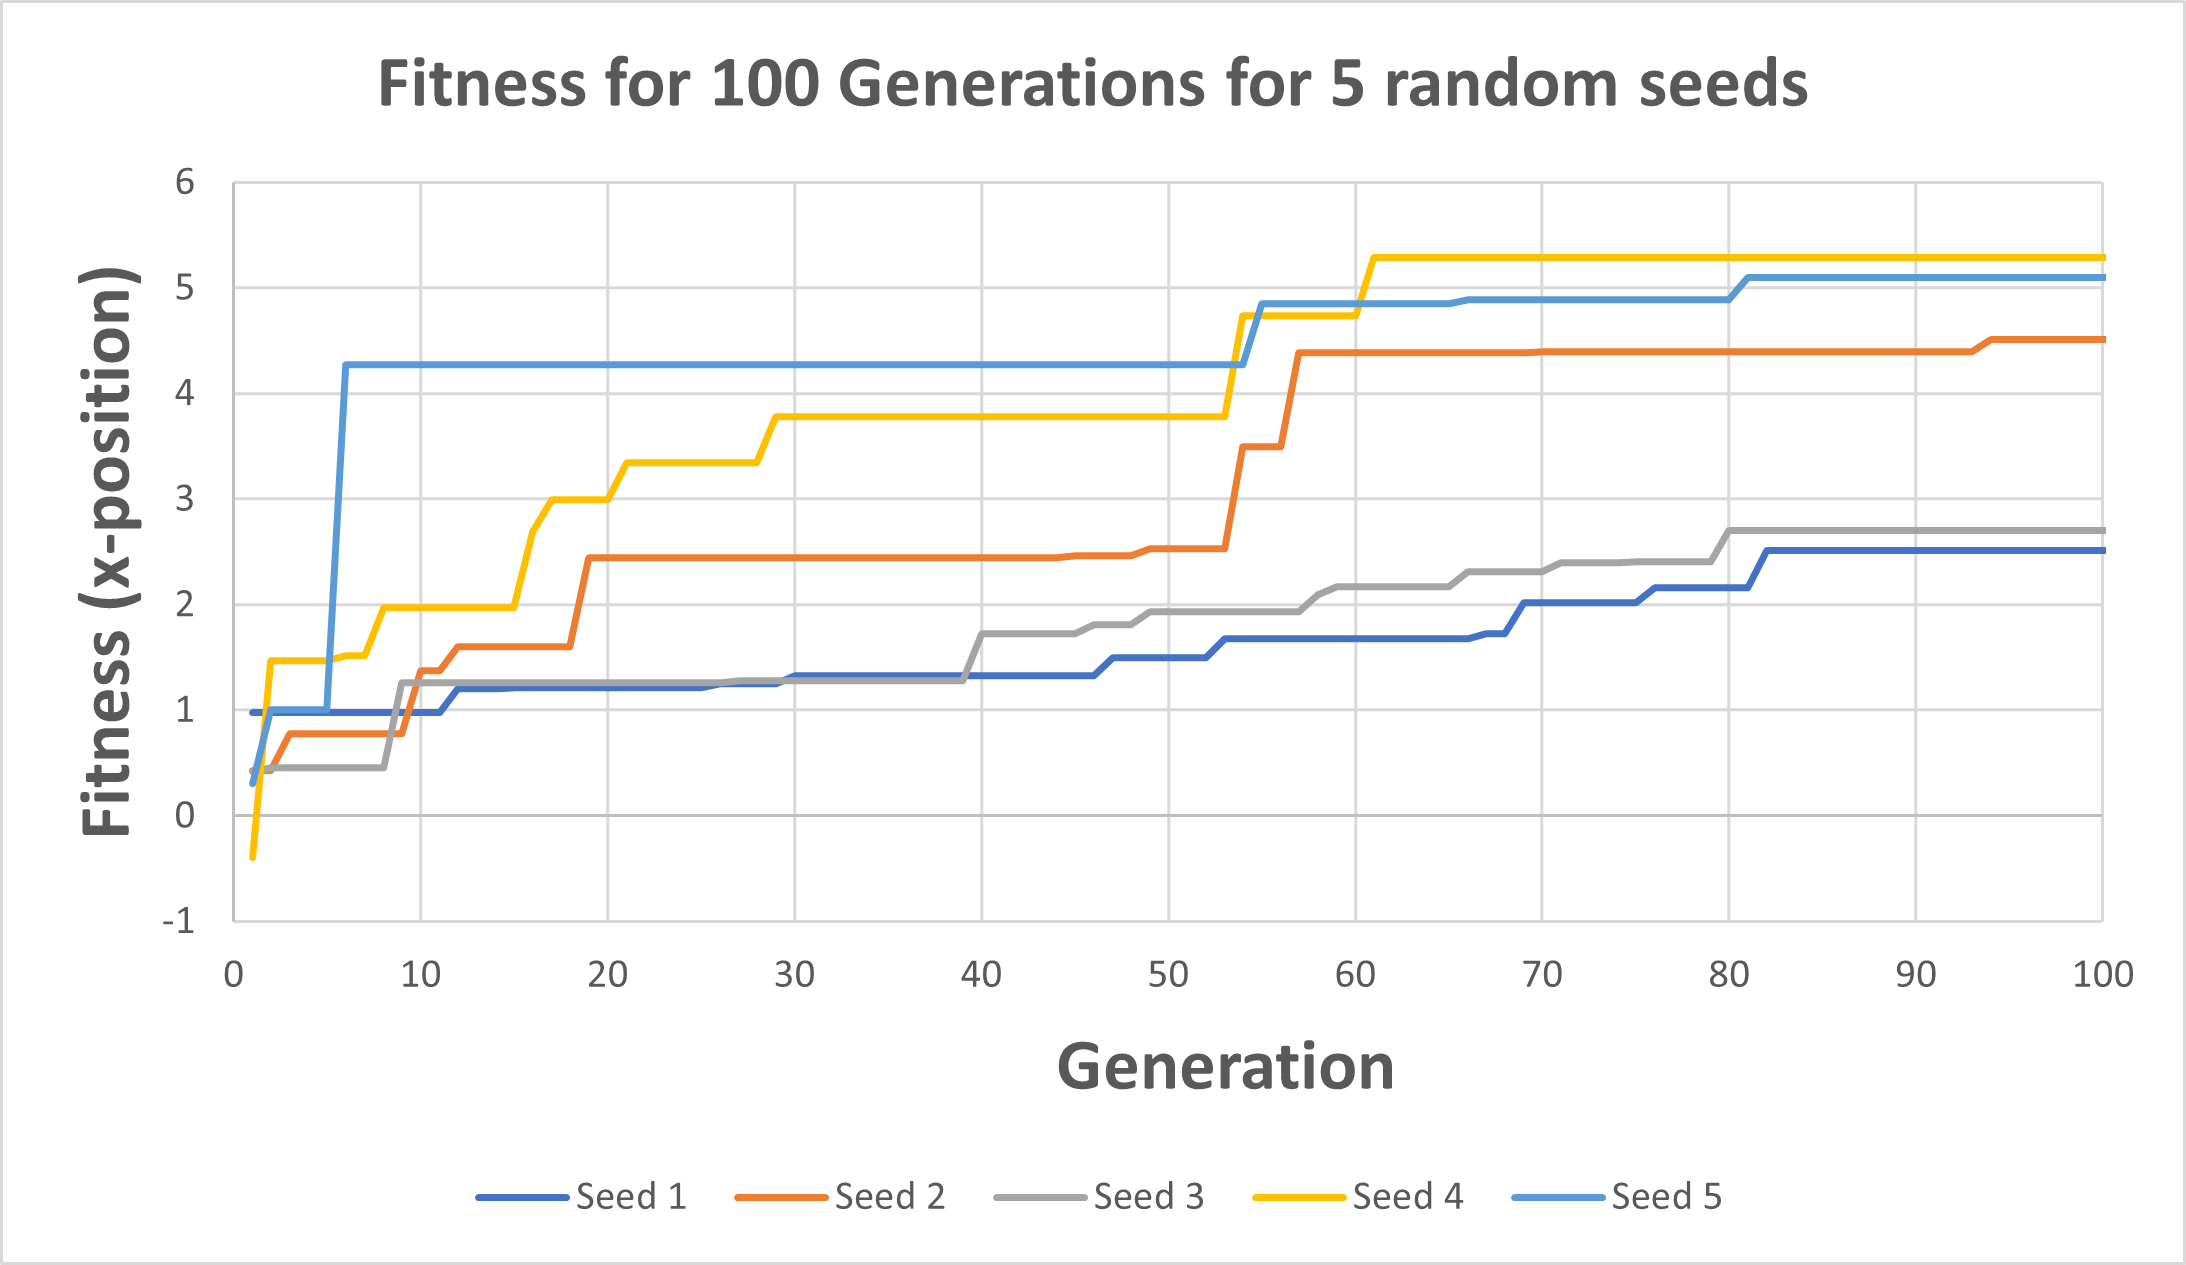 Fitness for 100 Generations for 5 random seeds
Fitness (x-position)
6
5
4
3
2
1
0
-1
0 10 20 30 40 50 60 70 80 90 100
Generation
Seed 1 Seed 2 Seed 3 Seed 4 Seed 5